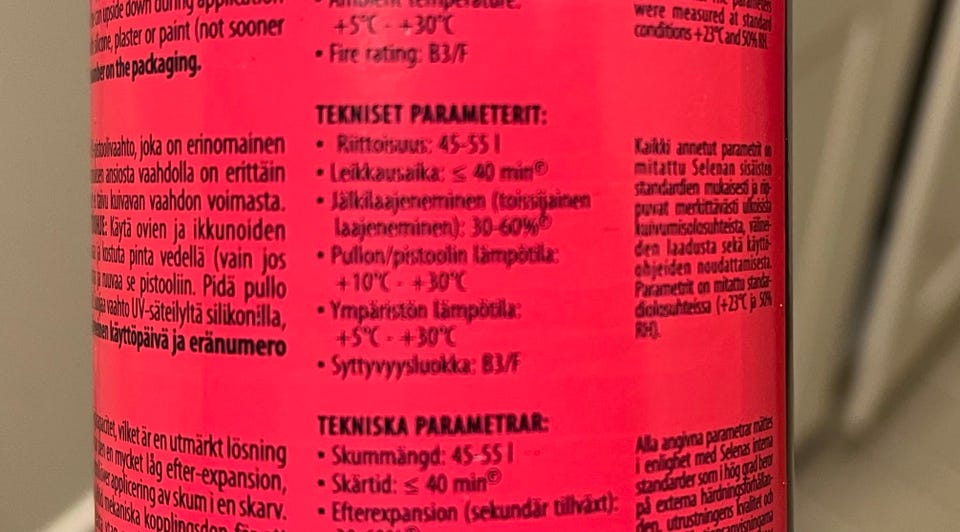 upside down during application
plaster or paint (not sooner
on the packaging.
Ambient temperature:
+5°C - +30°C
• Fire rating: B3/F
were measured at standard
conditions +23°C and 50% RH.
joka on erinomainen
ansiosta vaahdolla on erittäin
kuivavan vaahdon voimasta.
Käytä ovien ja ikkunoiden
kostuta pinta vedellä (vain jos
ruuvaa se pistooliin. Pidä pullo
vaahto UV-säteilyltä silikonilla,
käyttöpäivä ja eränumero
TEKNISET PARAMETERIT:
• Riittoisuus: 45-55 l
• Leikkausaika: ≤ 40 min
• Jälkilaajeneminen (toissijainen
laajeneminen): 30-60%
• Pullon/pistoolin lämpötila:
+10°C - +30°C
• Ympäristön lämpötila:
+5°C - +30°C
• Syttyvyysluokka: B3/F
Kaikki annetut parametrit on
mitattu Selenan sisäisten
standardien mukaisesti ja riip-
puvat merkittävästi ulkoisista
kuivumisolosuhteista, välinei-
den laadusta sekä käyttö-
ohjeiden noudattamisesta.
Parametrit on mitattu standar-
diolosuhteissa (+23°C ja 50%
RH).
vilket är en utmärkt lösning
en mycket låg efter-expansion,
applicering av skum i en skarv.
mekaniska
TEKNISKA PARAMETRAR:
• Skummängd: 45-55 l
• Skärtid: ≤ 40 min
• Efterexpansion (sekundär tillväxt):
Alla angivna parametrar mättes
i enlighet med Selenas interna
standarder som i hög grad beror
på externa härdningsförhållan-
den, utrustningens kvalitet och